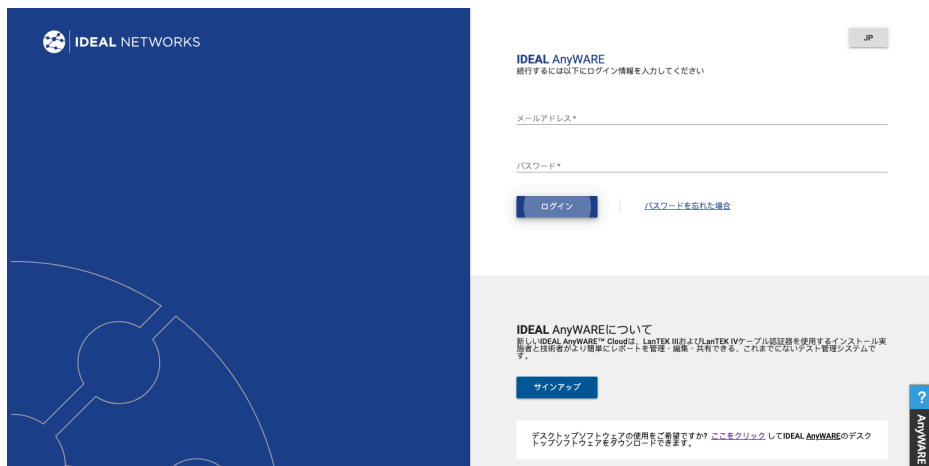 IDEAL NETWORKS
JP
IDEAL AnyWARE
続行するには以下にログイン情報を入力してください
メールアドレス *
パスワード *
ログイン
パスワードを忘れた場合
IDEAL AnyWAREについて
新しいIDEAL AnyWARE™ Cloudは、LanTEK IIIおよびLanTEK IVケーブル認証器を使用するインストール実
施者と技術者がより簡単にレポートを管理・編集・共有できる、これまでにないテスト管理システムで
す。
サインアップ
デスクトップソフトウェアの使用をご希望ですか? ここをクリック してIDEAL AnyWAREのデスク
トップソフトウェアをダウンロードできます。
? AnyWARE